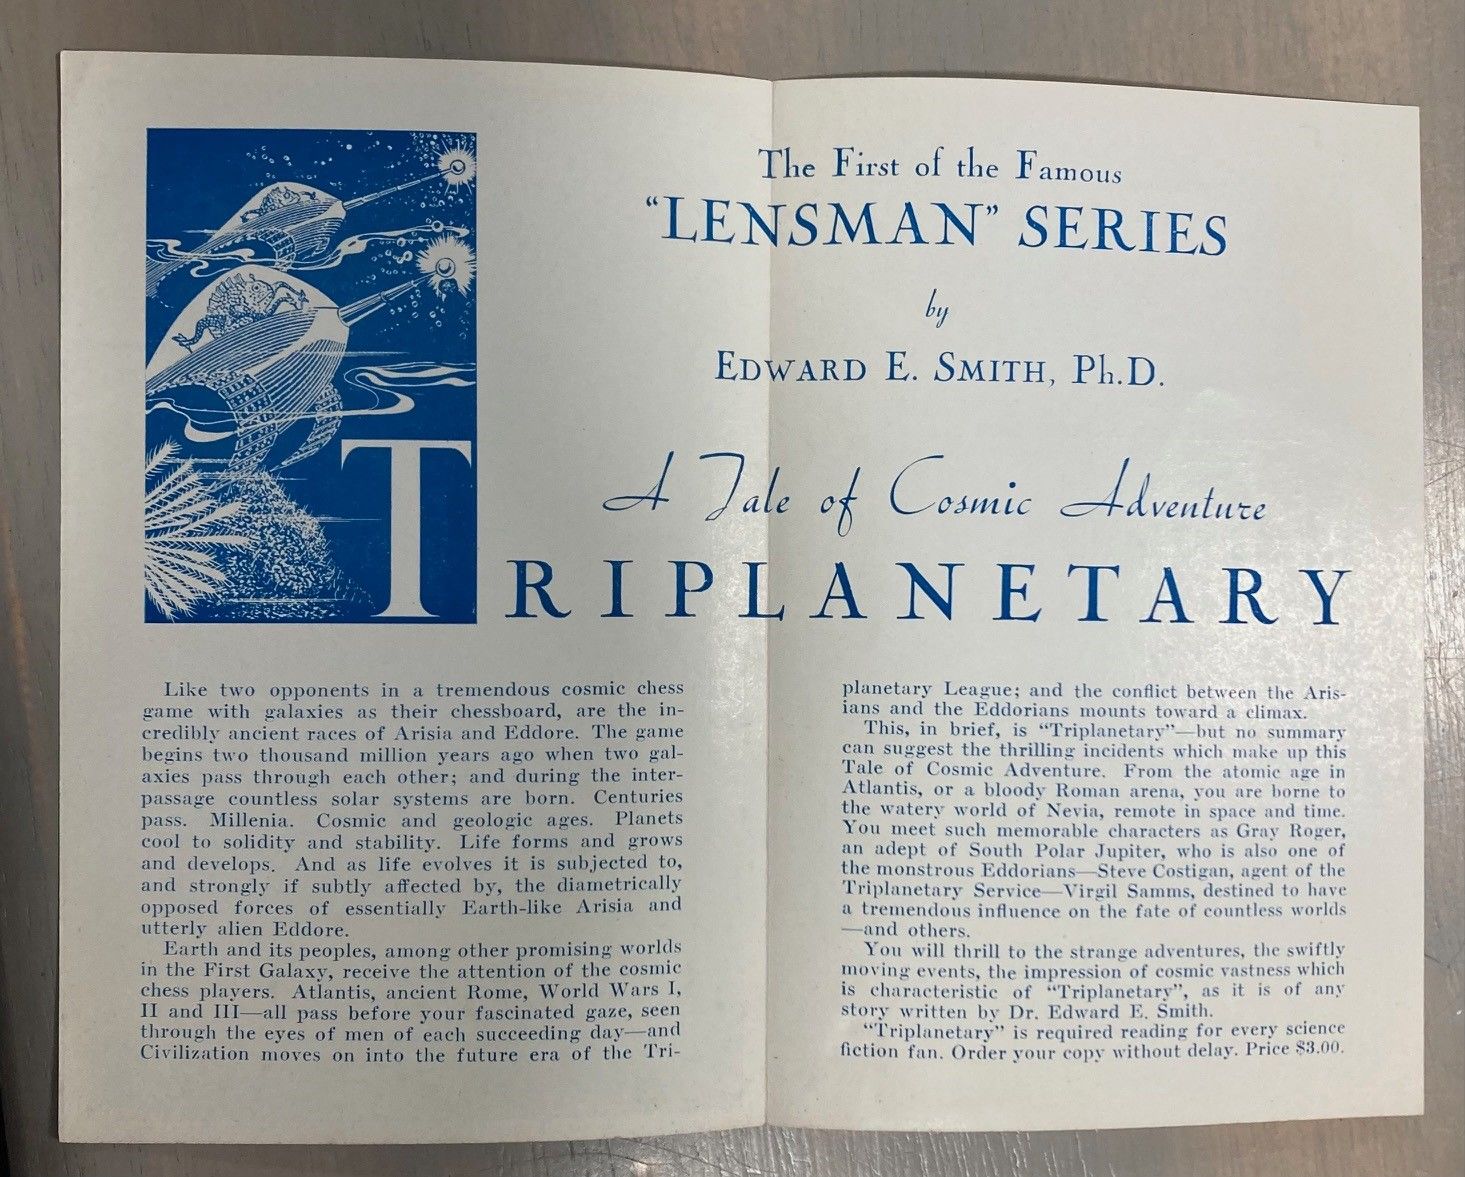 The First of the Famous
“LENSMAN” SERIES
by
EDWARD E. SMITH, Ph.D.
A Tale of Cosmic Adventure
TRIPLANETARY
Like two opponents in a tremendous cosmic chess
game with galaxies as their chessboard, are the in-
credibly ancient races of Arisia and Eddore. The game
begins two thousand million years ago when two gal-
axies pass through each other; and during the inter-
passage countless solar systems are born. Centuries
pass. Millenia. Cosmic and geologic ages. Planets
cool to solidity and stability. Life forms and grows
and develops. And as life evolves it is subjected to,
and strongly if subtly affected by, the diametrically
opposed forces of essentially Earth-like Arisia and
utterly alien Eddore.
Earth and its peoples, among other promising worlds
in the First Galaxy, receive the attention of the cosmic
chess players. Atlantis, ancient Rome, World Wars I,
II and III—all pass before your fascinated gaze, seen
through the eyes of men of each succeeding day—and
Civilization moves on into the future era of the Tri-
planetary League; and the conflict between the Aris-
ians and the Eddorians mounts toward a climax.
This, in brief, is “Triplanetary”—but no summary
can suggest the thrilling incidents which make up this
Tale of Cosmic Adventure. From the atomic age in
Atlantis, or a bloody Roman arena, you are borne to
the watery world of Nevia, remote in space and time.
You meet such memorable characters as Gray Roger,
an adept of South Polar Jupiter, who is also one of
the monstrous Eddorians—Steve Costigan, agent of the
Triplanetary Service—Virgil Samms, destined to have
a tremendous influence on the fate of countless worlds
—and others.
You will thrill to the strange adventures, the swiftly
moving events, the impression of cosmic vastness which
is characteristic of “Triplanetary”, as it is of any
story written by Dr. Edward E. Smith.
“Triplanetary” is required reading for every science
fiction fan. Order your copy without delay. Price $3.00.